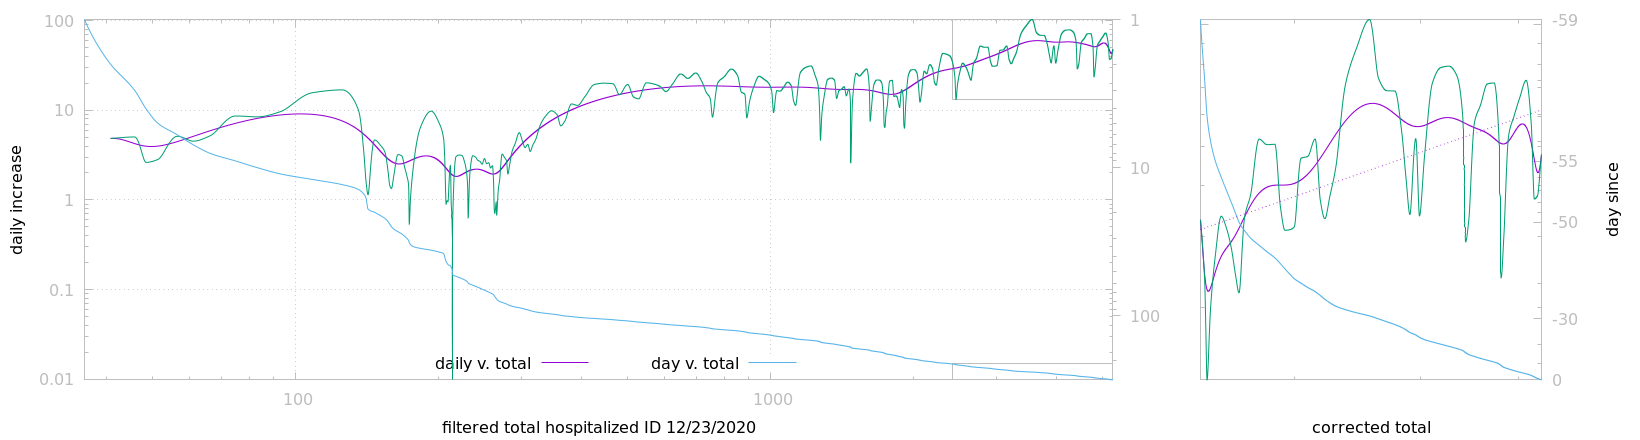 100
10
1
0.1
0.01
daily increase
100
1000
1
10
100
daily v. total
day v. total
filtered total hospitalized ID 12/23/2020
-59
-55
-50
-30
0
day since
corrected total